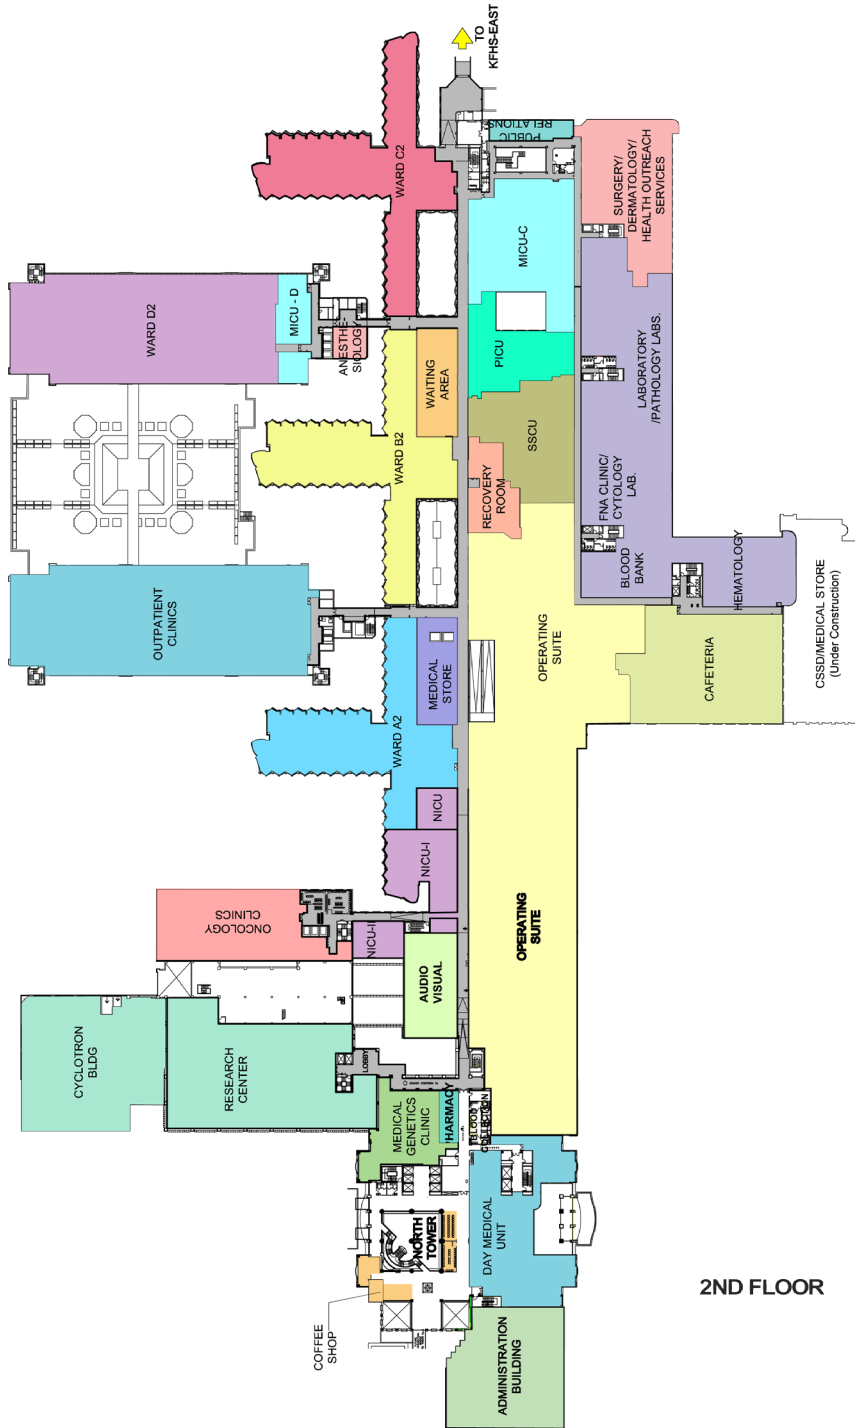 TO
KFHS-EAST
PUBLIC
RELATIONS
WARD C2
SURGERY/
DERMATOLOGY/
HEALTH OUTREACH
SERVICES
MICU-C
WARD D2
MICU - D
ANESTHE-
SIOLOGY
PICU
WAITING
AREA
LABORATORY
/PATHOLOGY LABS.
WARD B2
SSCU
RECOVERY
ROOM
FNA CLINIC/
CYTOLOGY
LAB.
BLOOD
BANK
HEMATOLOGY
CSSD/MEDICAL STORE
(Under Construction)
OUTPATIENT
CLINICS
OPERATING
SUITE
MEDICAL
STORE
CAFETERIA
WARD A2
NICU
NICU-I
ONCOLOGY
CLINICS
NICU-II
OPERATING
SUITE
AUDIO
VISUAL
CYCLOTRON
BLDG
RESEARCH
CENTER
LOBBY
MEDICAL
GENETICS
CLINIC
PHARMACY
BLOOD
COLLECTION
NORTH
TOWER
DAY MEDICAL
UNIT
2ND FLOOR
COFFEE
SHOP
ADMINISTRATION
BUILDING